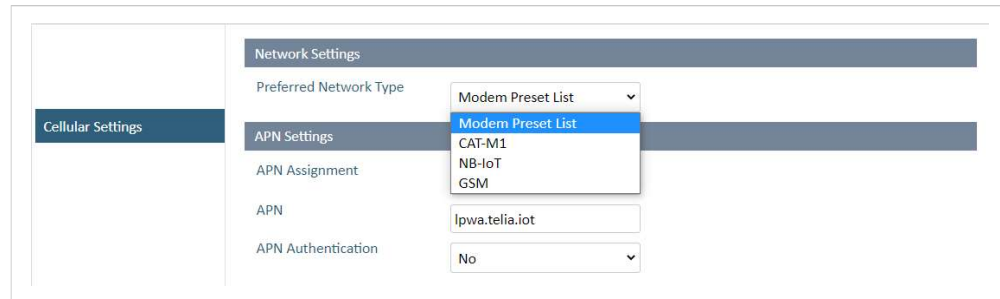 Network Settings
Preferred Network Type
Modem Preset List
Modem Preset List
CAT-M1
NB-IoT
GSM
Cellular Settings
APN Settings
APN Assignment
APN
lpwa.telia.iot
APN Authentication
No